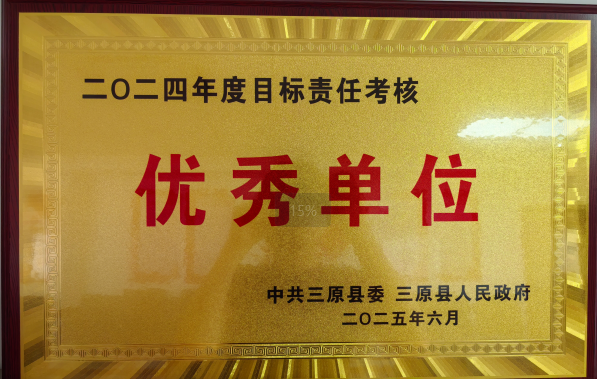 二〇二四年度目标责任考核
优秀单位
15%
中共三原县委 三原县人民政府
二〇二五年六月